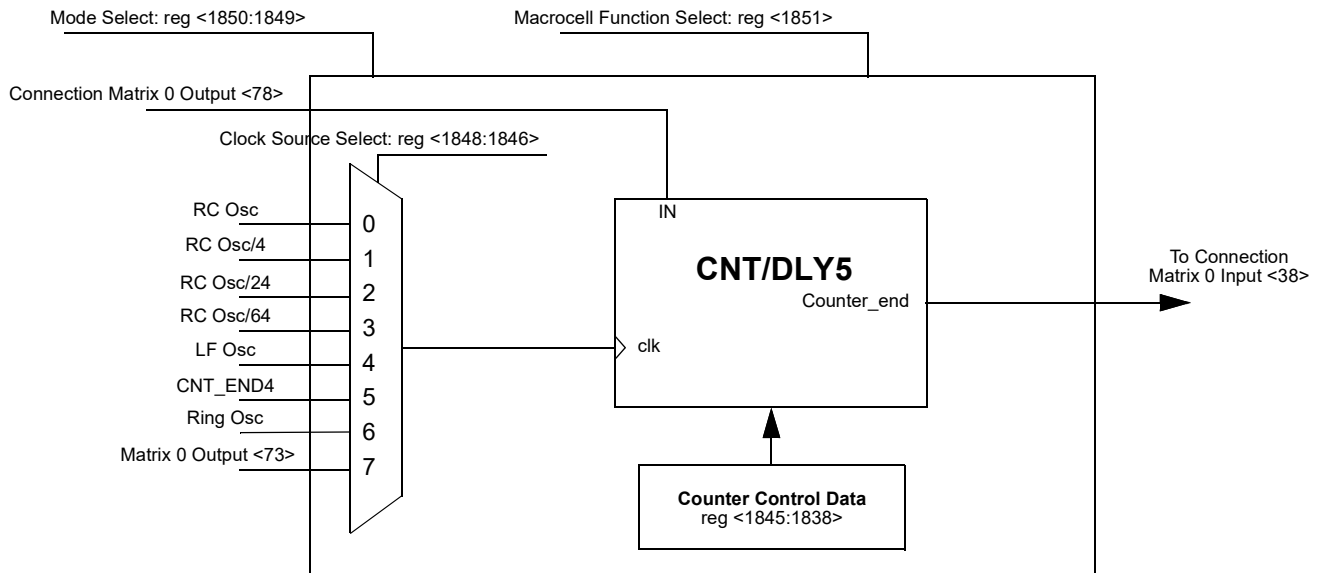 Mode Select: reg <1850:1849>
Macrocell Function Select: reg <1851>
Connection Matrix 0 Output <78>
Clock Source Select: reg <1848:1846>
RC Osc
0
RC Osc/4
1
RC Osc/24
2
RC Osc/64
3
LF Osc
4
CNT_END4
5
Ring Osc
6
Matrix 0 Output <73>
7
IN
CNT/DLY5
Counter_end
clk
To Connection
Matrix 0 Input <38>
Counter Control Data
reg <1845:1838>